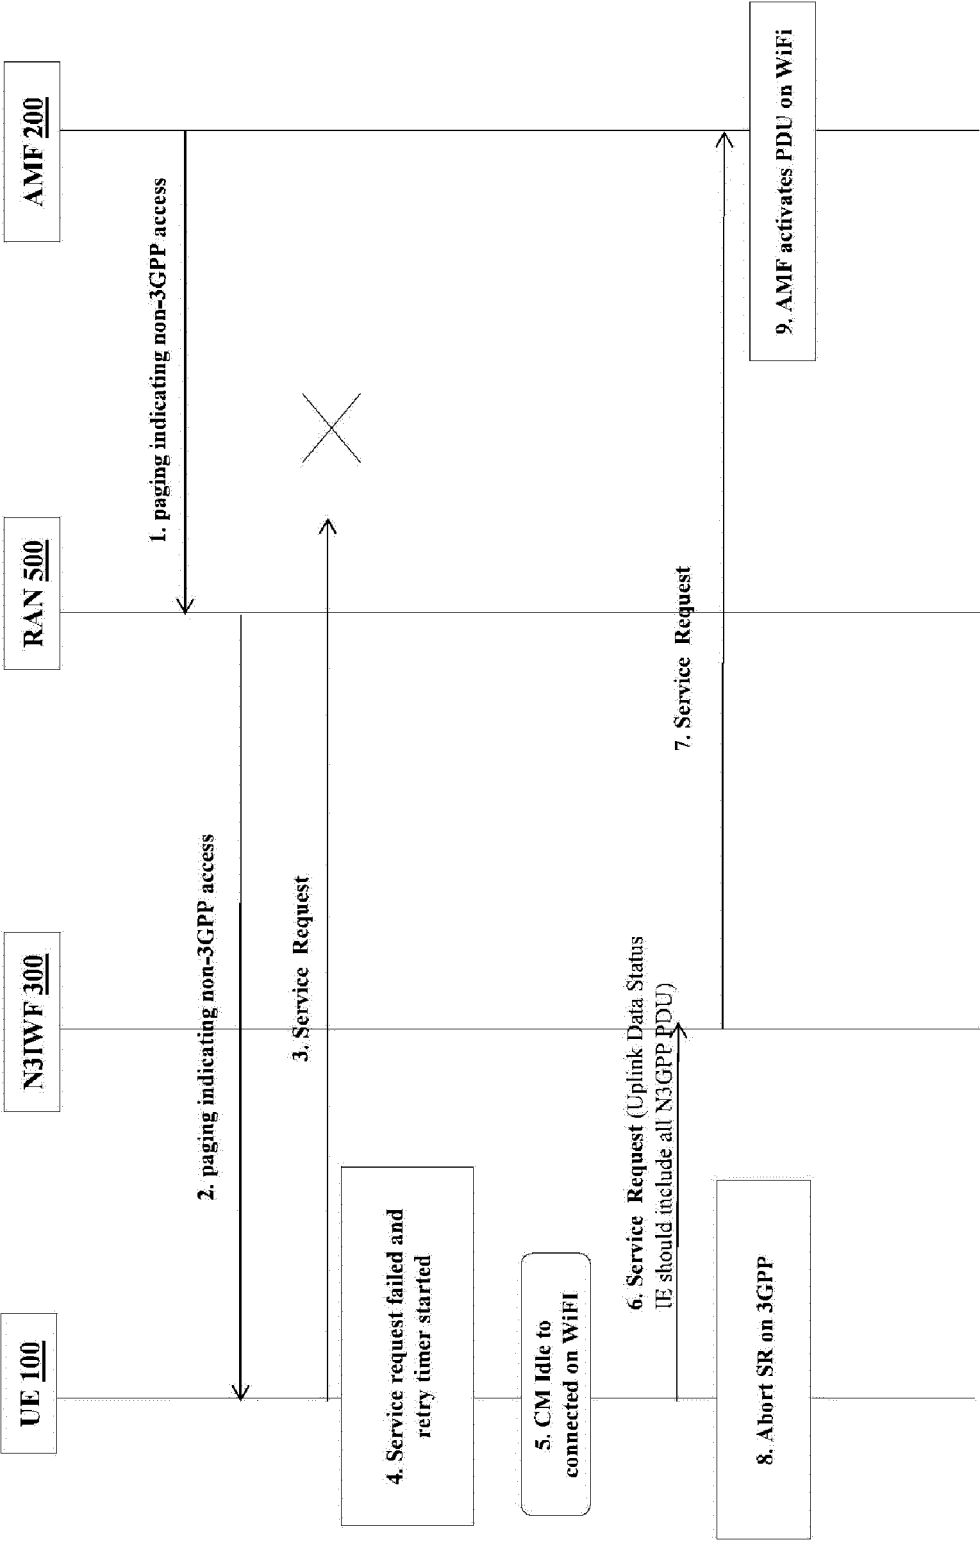 UE 100
N3IWF 300
RAN 500
AMF 200
1. paging indicating non-3GPP access
2. paging indicating non-3GPP access
3. Service Request
4. Service request failed and
retry timer started
5. CM Idle to
connected on WiFI
6. Service Request (Uplink Data Status
IE should include all N3GPP PDU)
7. Service Request
8. Abort SR on 3GPP
9. AMF activates PDU on WiFi